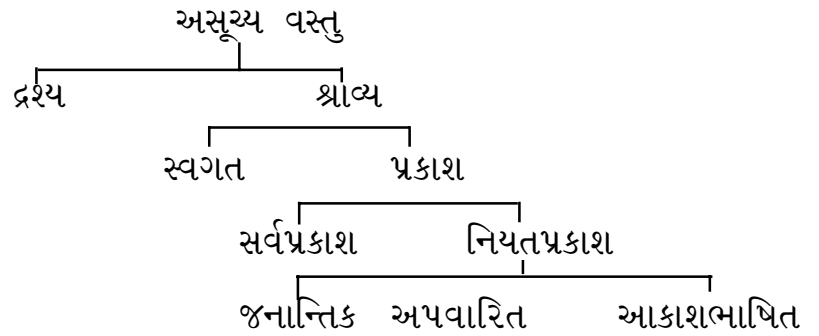 અસૂચ્ય વસ્તુ
દ્રશ્ય શ્રાવ્ય
સ્વગત પ્રકાશ
સર્વપ્રકાશ નિયતપ્રકાશ
જનાન્તિક અપવારિત આકાશભાષિત